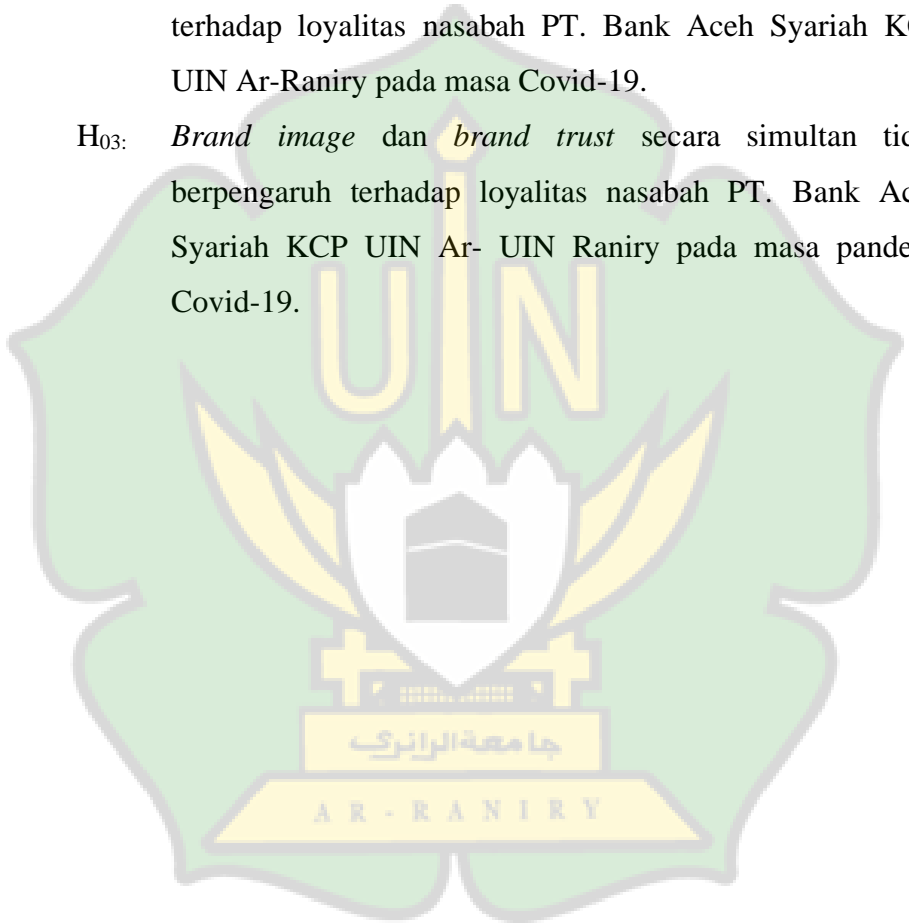 terhadap loyalitas nasabah PT. Bank Aceh Syariah
UIN Ar-Raniry pada masa Covid-19.
H03: Brand image dan brand trust secara simultan
berpengaruh terhadap loyalitas nasabah PT. Bank
Syariah KCP UIN Ar- UIN Raniry pada masa
Covid-19.
UIN
جامعة الرانري
AR-RANIRY